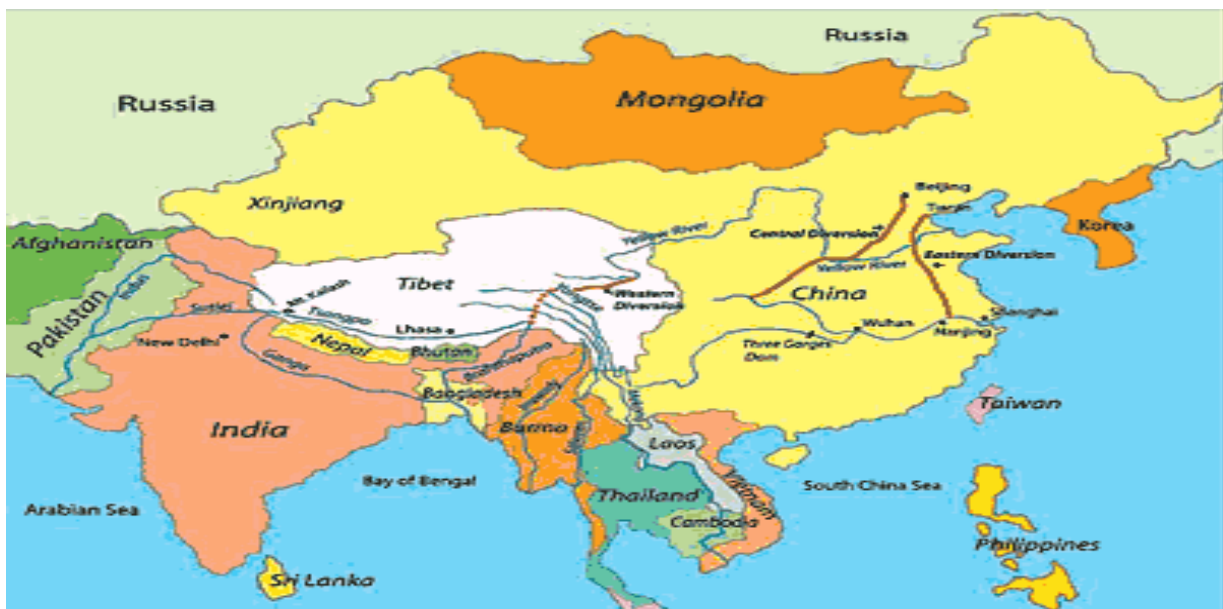 Russia
Russia
Mongolia
Xinjiang
Beijing
Tianjin
Afghanistan
Yellow River
Central Diversion
Korea
Eastern Diversion
Yellow River
Tibet
Indus
Pakistan
Mt. Kailash
Yangtze
Western
Diversion
China
Sutlej
Tsangpo
Lhasa
Shanghai
Wuhan
Nanjing
New Delhi
Nepal
Bhutan
Three Gorges
Dam
Ganga
Brahmaputra
Bangladesh
Taiwan
India
Burma
Laos
Bay of Bengal
Vietnam
South China Sea
Thailand
Arabian Sea
Cambodia
Philippines
Sri Lanka